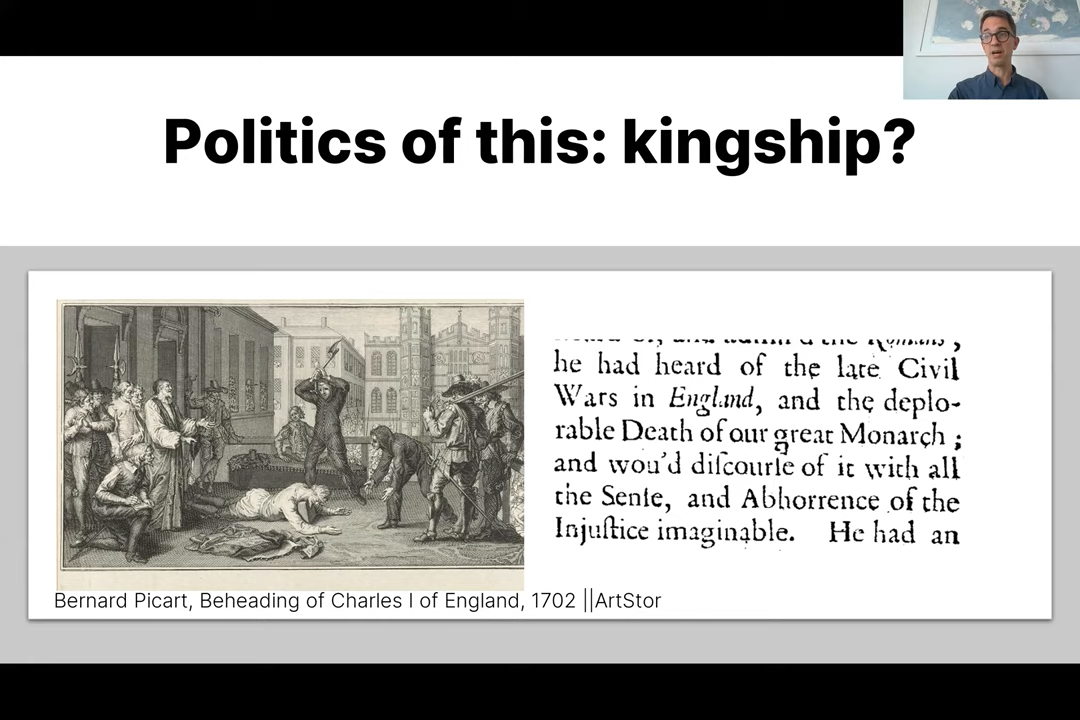 Politics of this: kingship?
he had heard of the late Civil
Wars in England, and the deplo-
rable Death of our great Monarch ;
and wou'd diſcourſe of it with all
the Senſe, and Abhorrence of the
Injuſtice imaginable. He had an
Bernard Picart, Beheading of Charles I of England, 1702 ||ArtStor